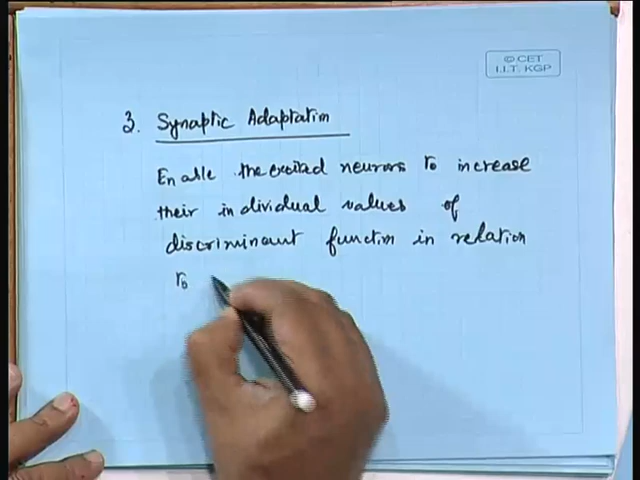 © CET
I.I.T. KGP
3. Synaptic Adaptation
Enable the excited neurons to increase
their individual values of
discriminant function in relation
to